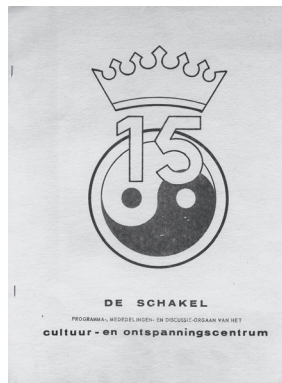 15
DE SCHAKEL
PROGRAMMA-, MEDEDELINGEN- EN DISCUSSIE-ORGAAN VAN HET
cultuur - en ontspanningscentrum